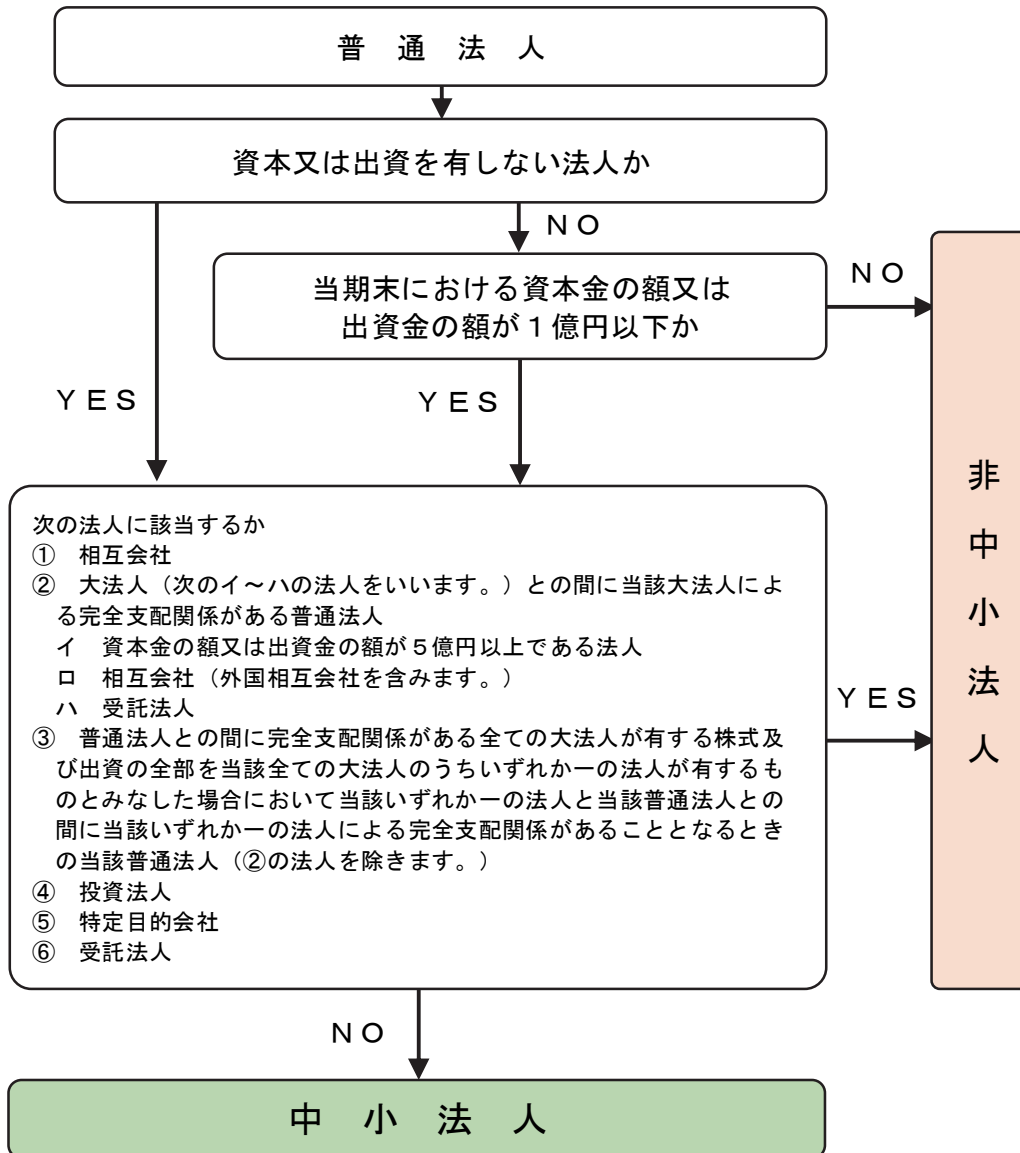 普通法人
資本又は出資を有しない法人か
NO
当期末における資本金の額又は
出資金の額が1億円以下か
NO
YES
YES
次の法人に該当するか
① 相互会社
② 大法人（次のイ～ハの法人をいいます。）との間に当該大法人によ
る完全支配関係がある普通法人
イ 資本金の額又は出資金の額が5億円以上である法人
ロ 相互会社（外国相互会社を含みます。）
ハ 受託法人
③ 普通法人との間に完全支配関係がある全ての大法人が有する株式及
び出資の全部を当該全ての大法人のうちいずれか一の法人が有するも
のとみなした場合において当該いずれか一の法人と当該普通法人との
間に当該いずれか一の法人による完全支配関係があることとなるとき
の当該普通法人（②の法人を除きます。）
④ 投資法人
⑤ 特定目的会社
⑥ 受託法人
YES
非中小法人
NO
中小法人